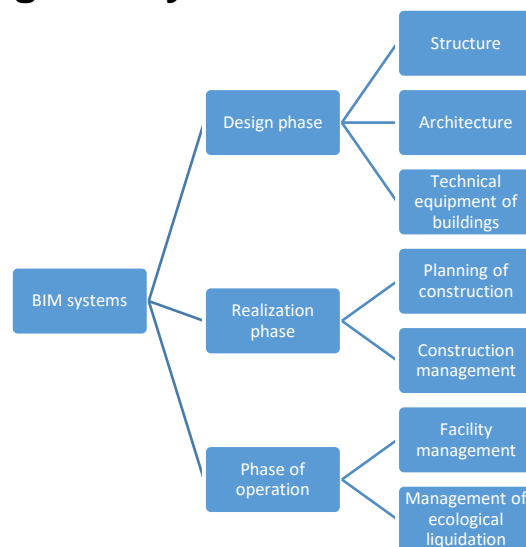 Structure
Design phase
Architecture
Technical
equipment of
buildings
BIM systems
Planning of
construction
Realization
phase
Construction
management
Facility
management
Phase of
operation
Management of
ecological
liquidation